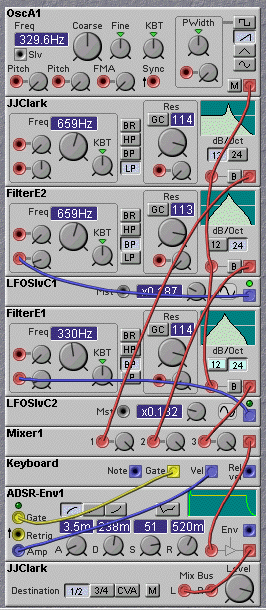 OscA1
Freq Coarse Fine KBT PWidth
329.6Hz
Slv
Pitch Pitch FMA Sync
M
JJClark
Freq 659Hz KBT
BR
HP
BP
LP
Res
GC 114
dB/Oct
12 24
B
FilterE2
Freq 659Hz KBT
BR
HP
BP
LP
Res
GC 113
dB/Oct
12 24
B
LFOSlvC1
Mst x0.187
FilterE1
Freq 330Hz KBT
BR
HP
BP
LP
Res
GC 114
dB/Oct
12 24
B
LFOSlvC2
Mst x0.132
Mixer1
1 2 3
Keyboard
Note Gate Vel Rel vel
ADSR-Env1
Gate
Retrig
Amp
3.5m 238m 51 520m
A D S R
Env
JJClark
Destination 1/2 3/4 CVA M
Mix Bus
L R
Level